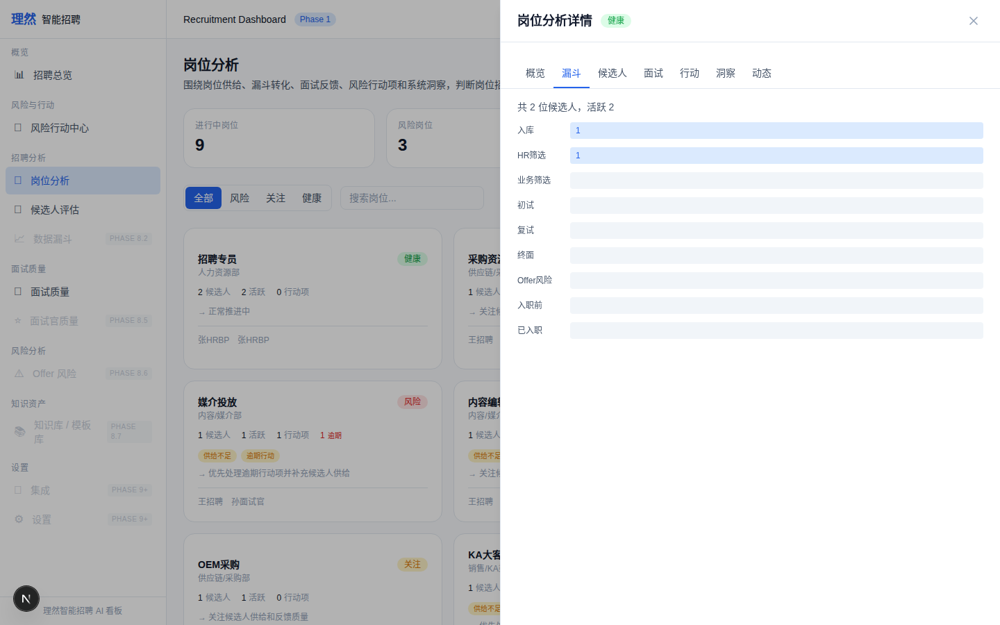 理然 智能招聘
概览
招聘总览
风险与行动
风险行动中心
招聘分析
岗位分析
候选人评估
数据漏斗 PHASE 8.2
面试质量
面试质量
面试官质量 PHASE 8.5
风险分析
Offer 风险 PHASE 8.6
知识资产
知识库 / 模板
库
PHASE
8.7
设置
集成 PHASE 9+
设置 PHASE 9+
N
理然智能招聘 AI 看板
Recruitment Dashboard Phase 1
岗位分析
围绕岗位供给、漏斗转化、面试反馈、风险行动项和系统洞察，判断岗位招
进行中岗位
9
风险岗位
3
全部 风险 关注 健康 搜索岗位...
招聘专员 健康
人力资源部
2 候选人 2 活跃 0 行动项
→ 正常推进中
张HRBP 张HRBP
采购资
供应链/
1 候选人
→ 关注
王招聘
媒介投放 风险
内容/媒介部
1 候选人 1 活跃 1 行动项 1 逾期
供给不足 逾期行动
→ 优先处理逾期行动项并补充候选人供给
王招聘 孙面试官
内容编
内容/媒
1 候选人
供给不足
→ 关注
王招聘
OEM采购 关注
供应链/采购部
1 候选人 1 活跃 0 行动项
→ 关注候选人供给和反馈质量
KA大客
销售/KA
1 候选人
供给不足
岗位分析详情 健康
概览 漏斗 候选人 面试 行动 洞察 动态
共 2 位候选人，活跃 2
入库 1
HR筛选 1
业务筛选
初试
复试
终面
Offer风险
入职前
已入职